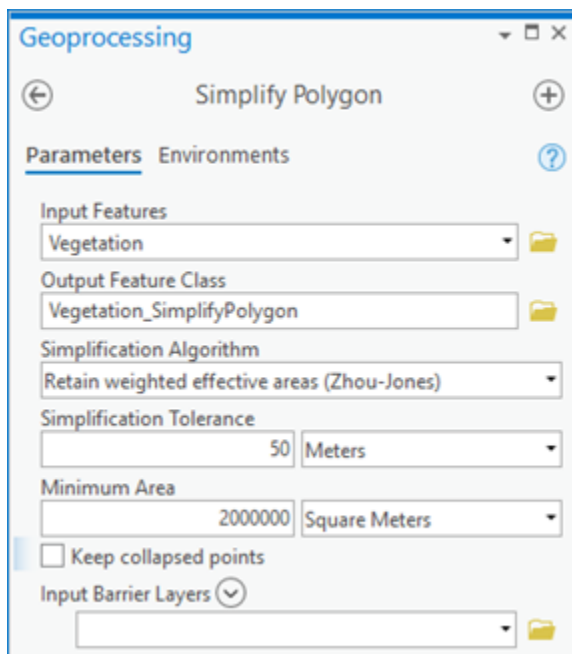 Geoprocessing
Simplify Polygon
Parameters Environments
Input Features
Vegetation
Output Feature Class
Vegetation_SimplifyPolygon
Simplification Algorithm
Retain weighted effective areas (Zhou-Jones)
Simplification Tolerance
50 Meters
Minimum Area
2000000 Square Meters
Keep collapsed points
Input Barrier Layers